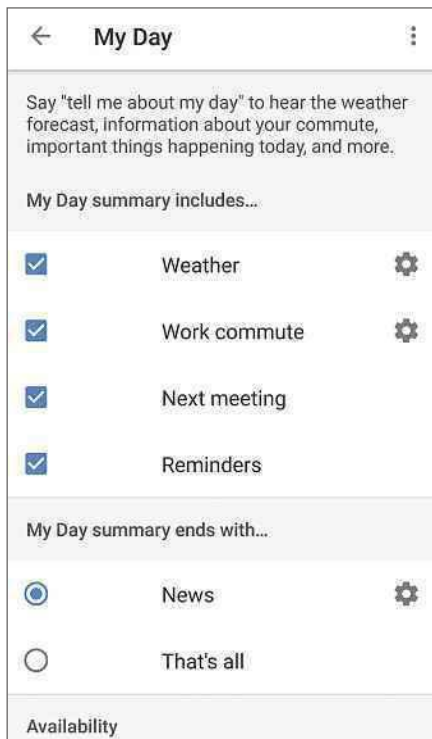 My Day
Say "tell me about my day" to hear the weather
forecast, information about your commute,
important things happening today, and more.
My Day summary includes...
Weather
Work commute
Next meeting
Reminders
My Day summary ends with...
News
That's all
Availability